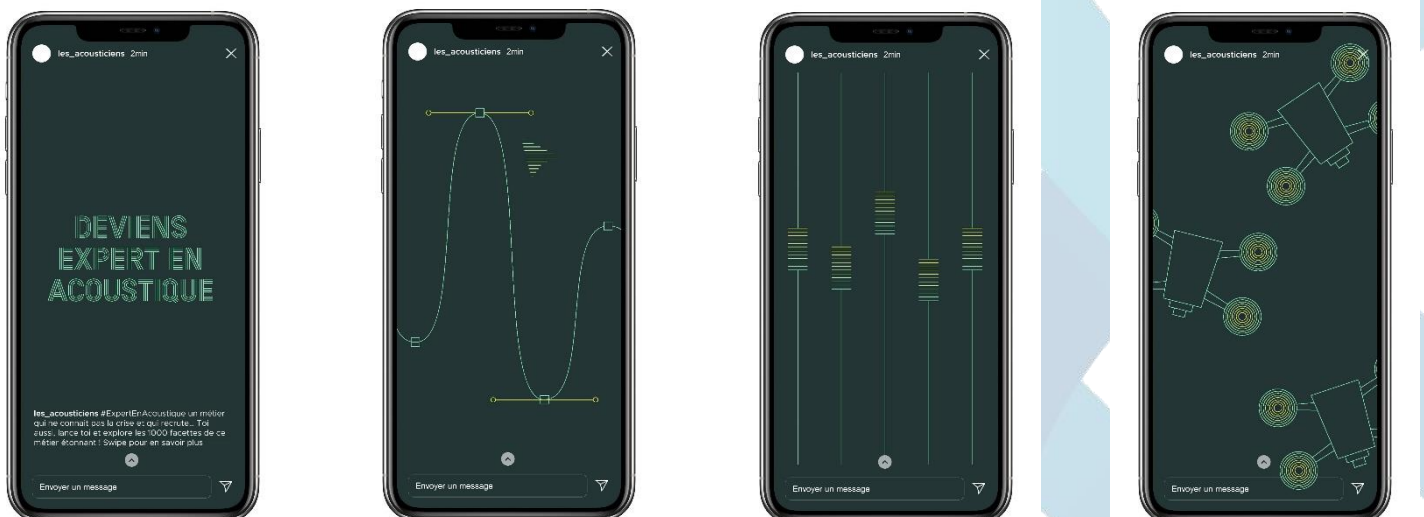 les_acousticiens 2min
DEVIENS
EXPERT EN
ACOUSTIQUE
les_acousticiens #ExpertEnAcoustique un métier
qui ne connait pas la crise et qui recrute... Toi
aussi, lance toi et explore les 1000 facettes de ce
métier étonnant ! Swipe pour en savoir plus
Envoyer un message
les_acousticiens 2min
Envoyer un message
les_acousticiens 2min
Envoyer un message
les_acousticiens 2min
Envoyer un message